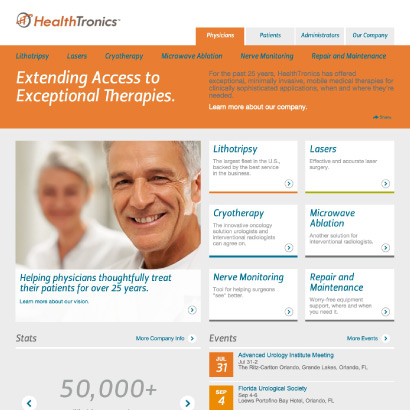 HealthTronics
Physicians
Patients
Administrators
Our Company
Lithotripsy
Lasers
Cryotherapy
Microwave Ablation
Nerve Monitoring
Repair and Maintenance
Extending Access to
Exceptional Therapies.
For the past 25 years, HealthTronics has offered
exceptional, minimally invasive, mobile medical therapies for
clinically sophisticated applications, when and where they're
needed.
Learn more about our company.
Share
Helping physicians thoughtfully treat
their patients for over 25 years.
Learn more about our vision.
Lithotripsy
The largest fleet in the U.S.,
backed by the best service
in the business.
Lasers
Effective and accurate laser
surgery.
Cryotherapy
The innovative oncology
solution urologists and
interventional radiologists
can agree on.
Microwave
Ablation
Another solution for
interventional radiologists.
Nerve Monitoring
Tool for helping surgeons
"see" better.
Repair and
Maintenance
Worry-free equipment
support, where and when
you need it.
Stats
More Company Info
50,000+
Events
More Events
JUL
31
Advanced Urology Institute Meeting
Jul 31-2
The Ritz-Carlton Orlando, Grande Lakes, Orlando, FL
SEP
4
Florida Urological Society
Sep 4-6
Loews Portofino Bay Hotel, Orlando, FL